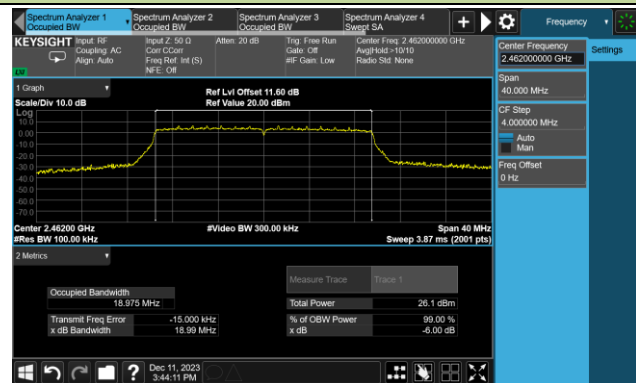 Spectrum Analyzer 1
Occupied BW
Spectrum Analyzer 2
Occupied BW
Spectrum Analyzer 3
Occupied BW
Spectrum Analyzer 4
Swept SA
Frequency
KEYSIGHT
Input: RF
Coupling: AC
Align: Auto
Input Z: 50 Ω
Corr CCorr
Freq Ref: Int (S)
NFE: Off
Atten: 20 dB
Trig: Free Run
Gate: Off
#IF Gain: Low
Center Freq: 2.462000000 GHz
Avg|Hold:>10/10
Radio Std: None
1 Graph
Scale/Div 10.0 dB
Ref Lvl Offset 11.60 dB
Ref Value 20.00 dBm
Log
10.0
0.00
-10.0
-20.0
-30.0
-40.0
-50.0
-60.0
-70.0
Center 2.46200 GHz
#Res BW 100.00 kHz
#Video BW 300.00 kHz
Span 40 MHz
Sweep 3.87 ms (2001 pts)
2 Metrics
Measure Trace
Trace 1
Occupied Bandwidth
18.975 MHz
Total Power
26.1 dBm
Transmit Freq Error
-15.000 kHz
% of OBW Power
99.00 %
x dB Bandwidth
18.99 MHz
x dB
-6.00 dB
Dec 11, 2023
3:44:11 PM
Center Frequency
2.462000000 GHz
Settings
Span
40.000 MHz
CF Step
4.000000 MHz
Auto
Man
Freq Offset
0 Hz